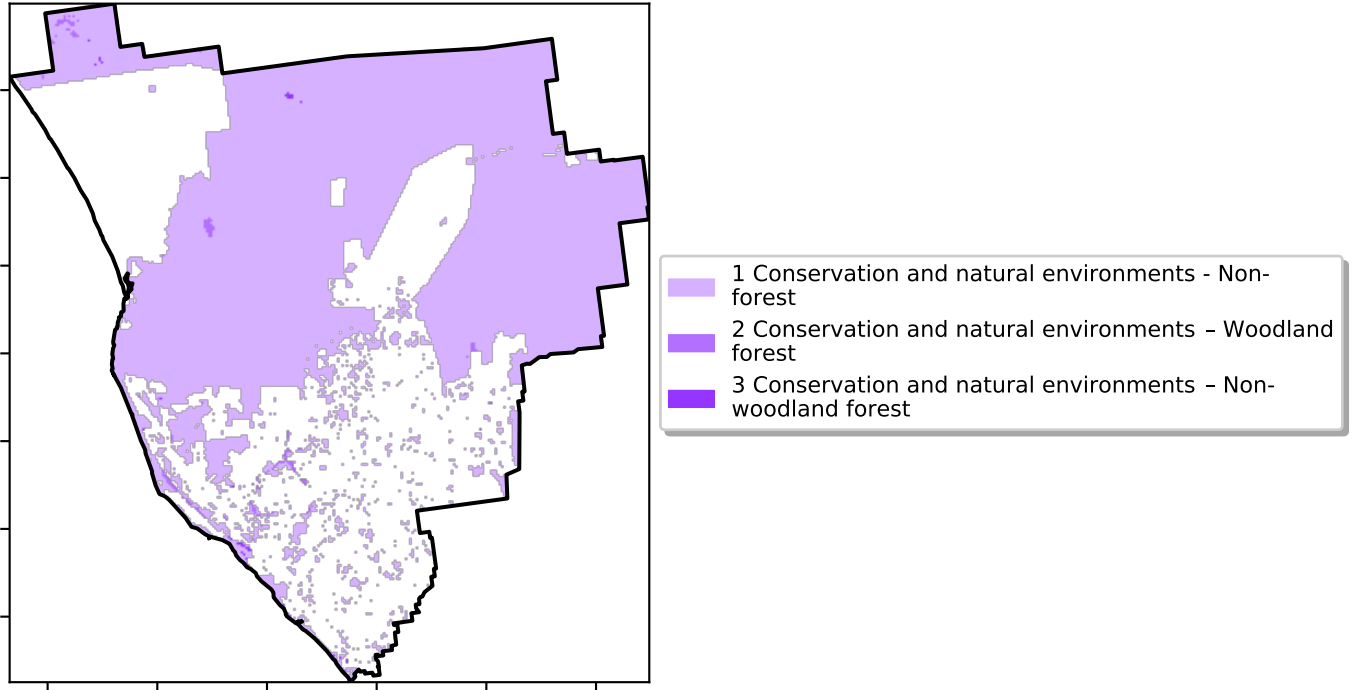 1 Conservation and natural environments - Non-
forest
2 Conservation and natural environments – Woodland
forest
3 Conservation and natural environments – Non-
woodland forest